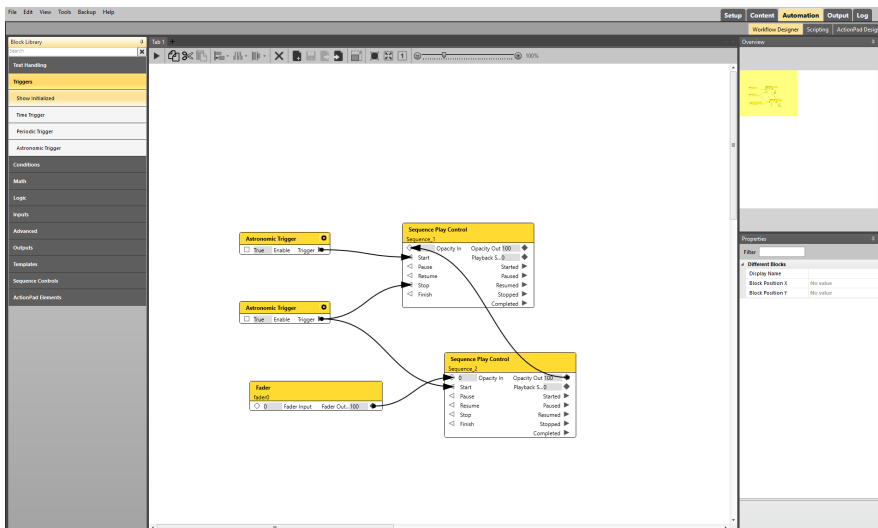 File Edit View Tools Backup Help
Setup Content Automation Output Log
Workflow Designer Scripting ActionPad Desig
Block Library
Search
Text Handling
Triggers
Show Initialized
Time Trigger
Periodic Trigger
Astronomic Trigger
Conditions
Math
Logic
Inputs
Advanced
Outputs
Templates
Sequence Controls
ActionPad Elements
Tab 1 +
1 100%
Astronomic Trigger
True Enable Trigger
Astronomic Trigger
True Enable Trigger
Fader
fader0
0 Fader Input Fader Out... 100
Sequence Play Control
Sequence_1
Opacity In Opacity Out 100
Start Playback S... 0
Pause Started
Resume Paused
Stop Resumed
Finish Stopped
Completed
Sequence Play Control
Sequence_2
0 Opacity In Opacity Out 100
Start Playback S... 0
Pause Started
Resume Paused
Stop Resumed
Finish Stopped
Completed
Overview
Properties
Filter
Different Blocks
Display Name
Block Position X No value
Block Position Y No value